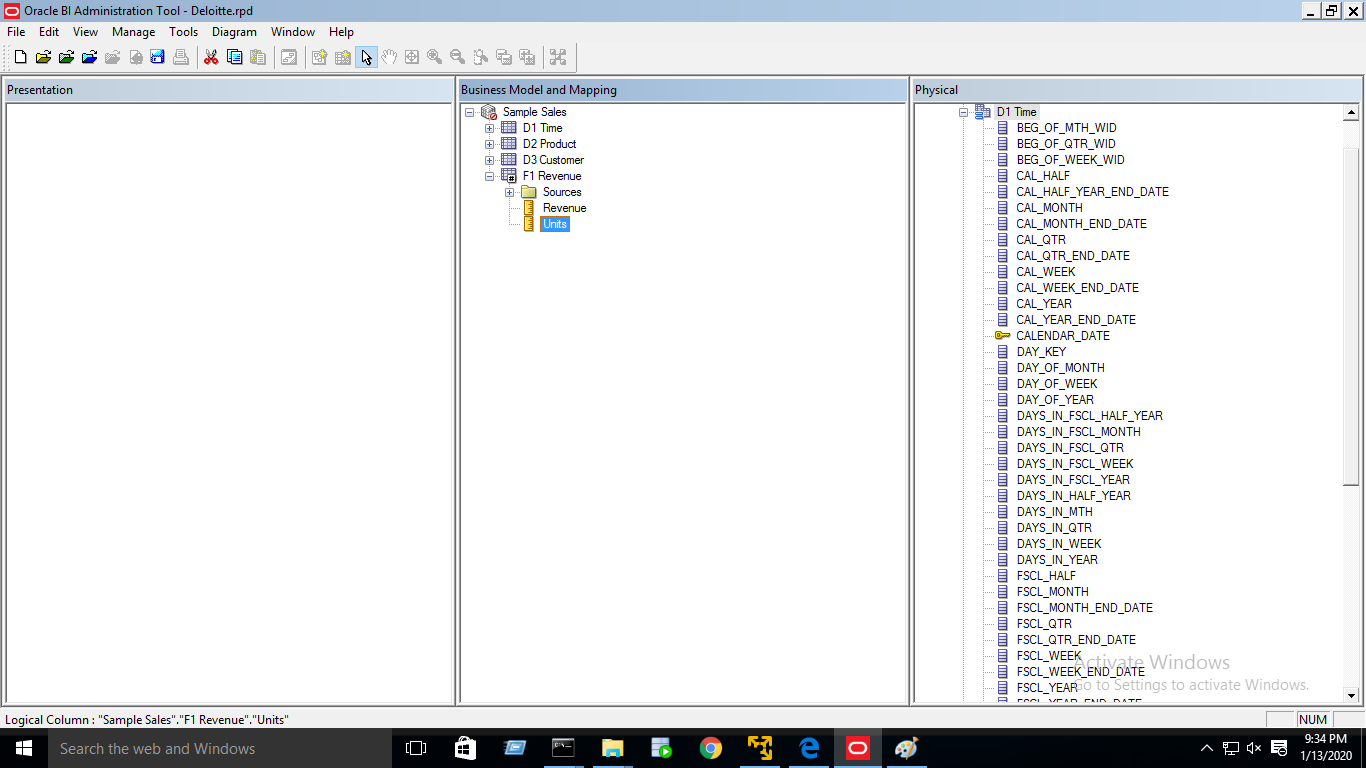 Oracle BI Administration Tool - Deloitte.rpd
File Edit View Manage Tools Diagram Window Help
Presentation
Business Model and Mapping
Sample Sales
D1 Time
D2 Product
D3 Customer
F1 Revenue
Sources
Revenue
Units
Physical
D1 Time
BEG_OF_MTH_WID
BEG_OF_QTR_WID
BEG_OF_WEEK_WID
CAL_HALF
CAL_HALF_YEAR_END_DATE
CAL_MONTH
CAL_MONTH_END_DATE
CAL_QTR
CAL_QTR_END_DATE
CAL_WEEK
CAL_WEEK_END_DATE
CAL_YEAR
CAL_YEAR_END_DATE
CALENDAR_DATE
DAY_KEY
DAY_OF_MONTH
DAY_OF_WEEK
DAY_OF_YEAR
DAYS_IN_FSCL_HALF_YEAR
DAYS_IN_FSCL_MONTH
DAYS_IN_FSCL_QTR
DAYS_IN_FSCL_WEEK
DAYS_IN_FSCL_YEAR
DAYS_IN_HALF_YEAR
DAYS_IN_MTH
DAYS_IN_QTR
DAYS_IN_WEEK
DAYS_IN_YEAR
FSCL_HALF
FSCL_MONTH
FSCL_MONTH_END_DATE
FSCL_QTR
FSCL_QTR_END_DATE
FSCL_WEEK
FSCL_WEEK_END_DATE
FSCL_YEAR
FSCL_YEAR_END_DATE
Activate Windows
Go to Settings to activate Windows.
Logical Column : "Sample Sales"."F1 Revenue"."Units"
NUM
Search the web and Windows
9:34 PM
1/13/2020